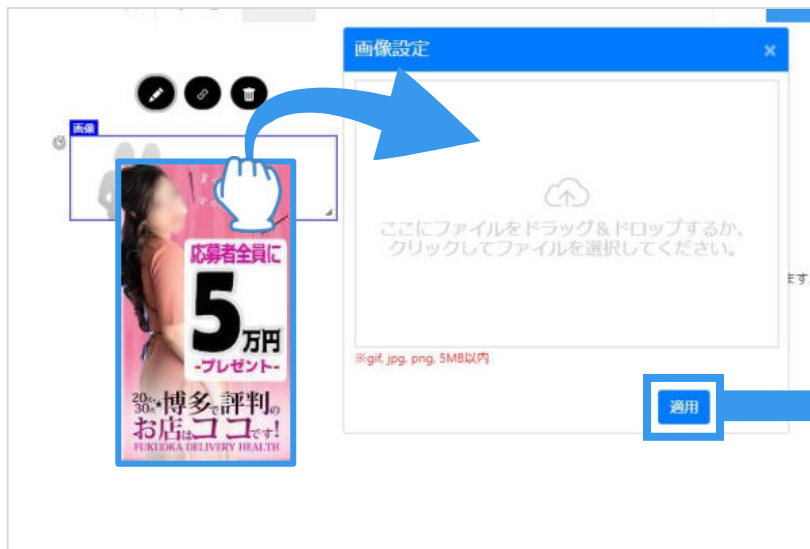 画像設定
×
画像
ここにファイルをドラッグ＆ドロップするか、
クリックしてファイルを選択してください。
ます
※gif, jpg, png, 5MB以内
適用
応募者全員に
5万円
-プレゼント-
20代・30代★博多で評判の
お店はココです!
FUKUOKA DELIVERY HEALTH